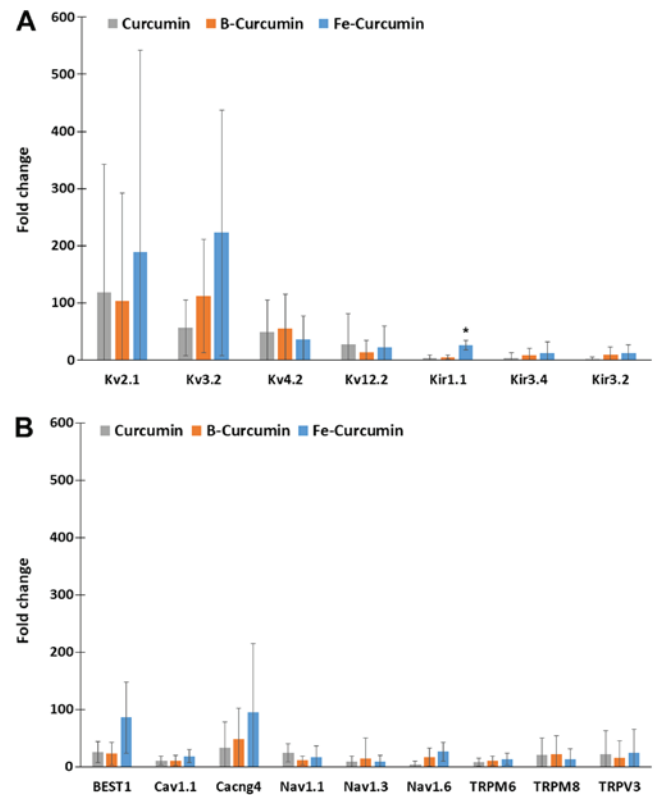 A
Curcumin B-Curcumin Fe-Curcumin
600
500
400
300
200
100
0
Fold change
*
Kv2.1 Kv3.2 Kv4.2 Kv12.2 Kir1.1 Kir3.4 Kir3.2
B
Curcumin B-Curcumin Fe-Curcumin
600
500
400
300
200
100
0
Fold change
BEST1 Cav1.1 Cacng4 Nav1.1 Nav1.3 Nav1.6 TRPM6 TRPM8 TRPV3